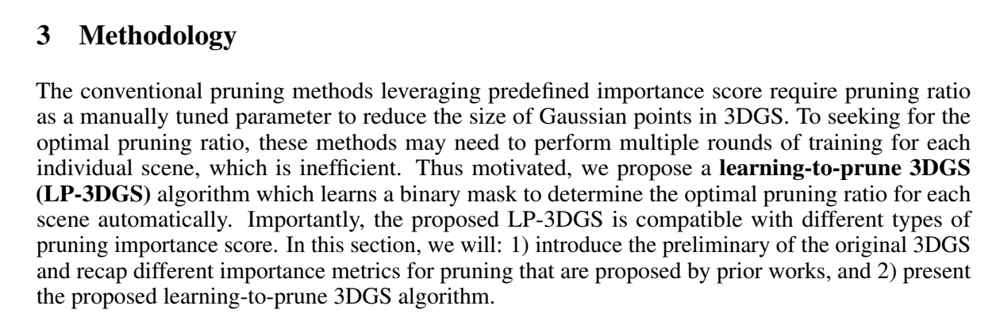 3 Methodology
The conventional pruning methods leveraging predefined importance score require pruning ratio
as a manually tuned parameter to reduce the size of Gaussian points in 3DGS. To seeking for the
optimal pruning ratio, these methods may need to perform multiple rounds of training for each
individual scene, which is inefficient. Thus motivated, we propose a learning-to-prune 3DGS
(LP-3DGS) algorithm which learns a binary mask to determine the optimal pruning ratio for each
scene automatically. Importantly, the proposed LP-3DGS is compatible with different types of
pruning importance score. In this section, we will: 1) introduce the preliminary of the original 3DGS
and recap different importance metrics for pruning that are proposed by prior works, and 2) present
the proposed learning-to-prune 3DGS algorithm.